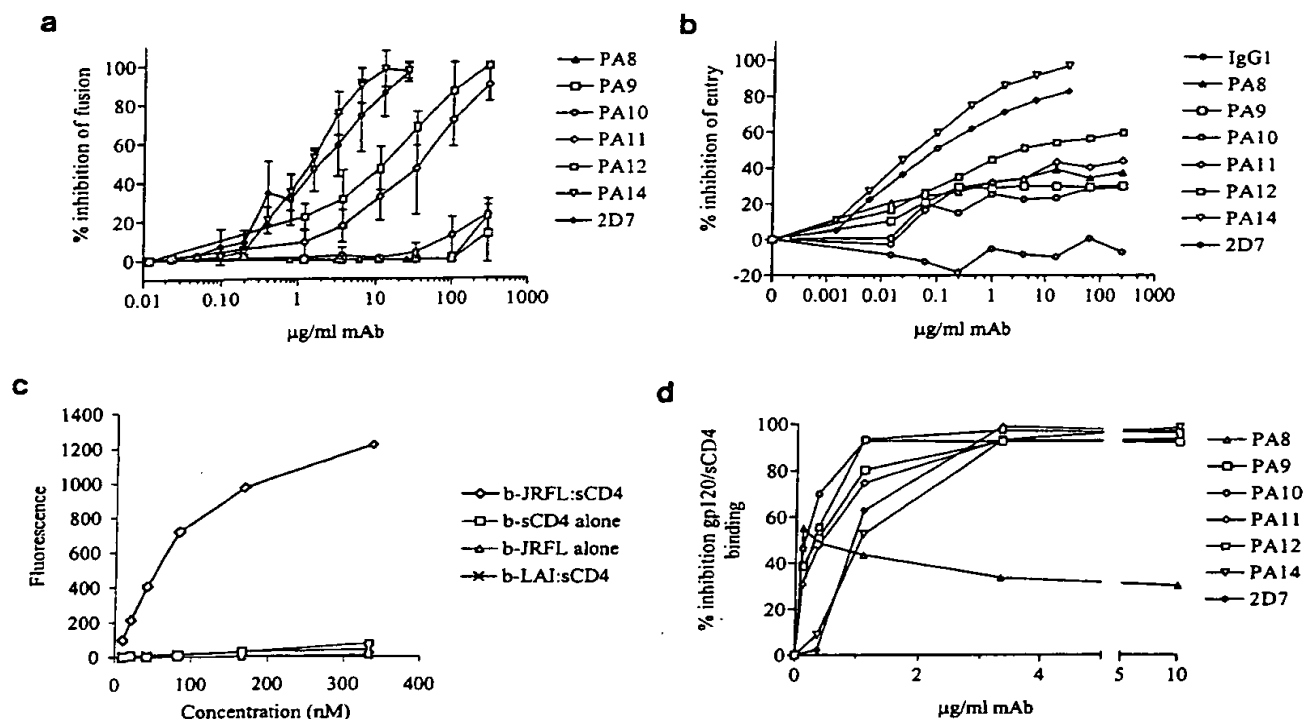 a
% inhibition of fusion
100
80
60
40
20
0
0.01
0.10
1
10
100
1000
µg/ml mAb
PA8
PA9
PA10
PA11
PA12
PA14
2D7
b
% inhibition of entry
100
80
60
40
20
0
-20
0
0.001
0.01
0.1
1
10
100
1000
µg/ml mAb
IgG1
PA8
PA9
PA10
PA11
PA12
PA14
2D7
c
Fluorescence
1400
1200
1000
800
600
400
200
0
0
100
200
300
400
Concentration (nM)
b-JRFL:sCD4
b-sCD4 alone
b-JRFL alone
b-LAI:sCD4
d
% inhibition gp120/sCD4
binding
100
80
60
40
20
0
0
2
4
5
10
µg/ml mAb
PA8
PA9
PA10
PA11
PA12
PA14
2D7